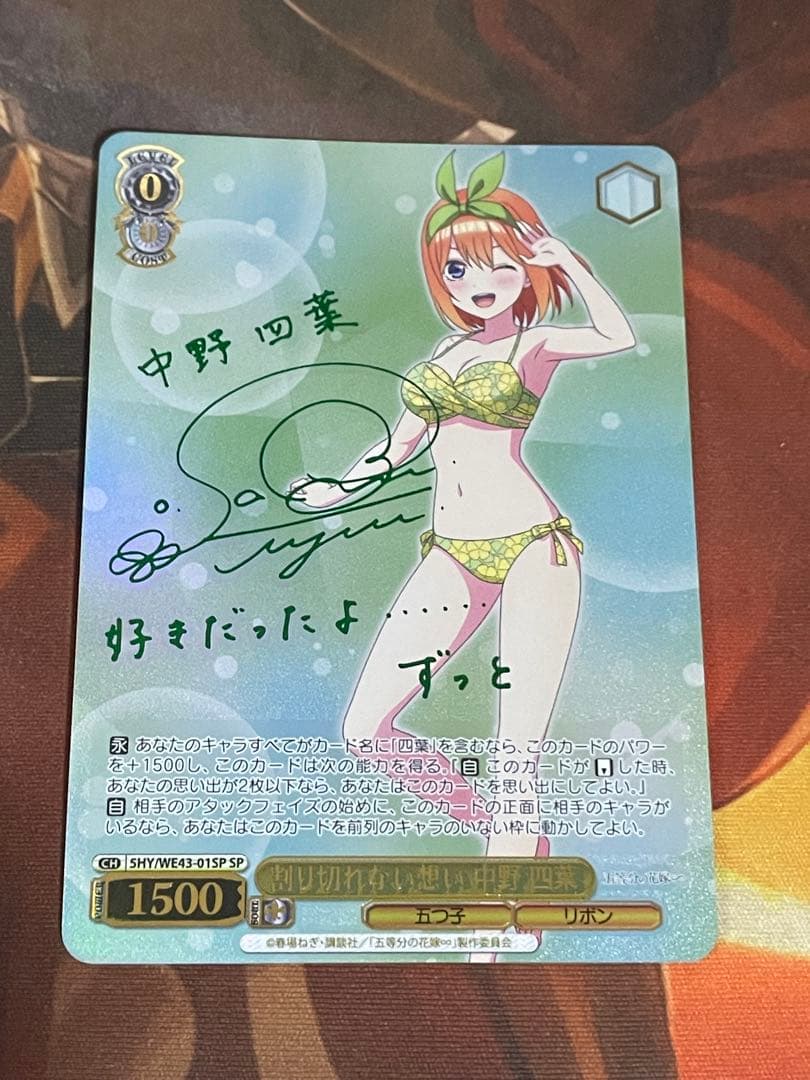 LEVEL
0
COST
中野 四葉
好きだったよ……
ずっと
永 あなたのキャラすべてがカード名に「四葉」を含むなら、このカードのパワー
を+1500し、このカードは次の能力を得る。「自 このカードが した時、
あなたの思い出が2枚以下なら、あなたはこのカードを思い出にしてよい。」
自 相手のアタックフェイズの始めに、このカードの正面に相手のキャラが
いるなら、あなたはこのカードを前列のキャラのいない枠に動かしてよい。
CH 5HY/WE43-01SP SP
割り切れない想い 中野 四葉
五等分の花嫁
POWER 1500 SOUL 五つ子 リボン
©春場ねぎ・講談社／「五等分の花嫁∞」製作委員会